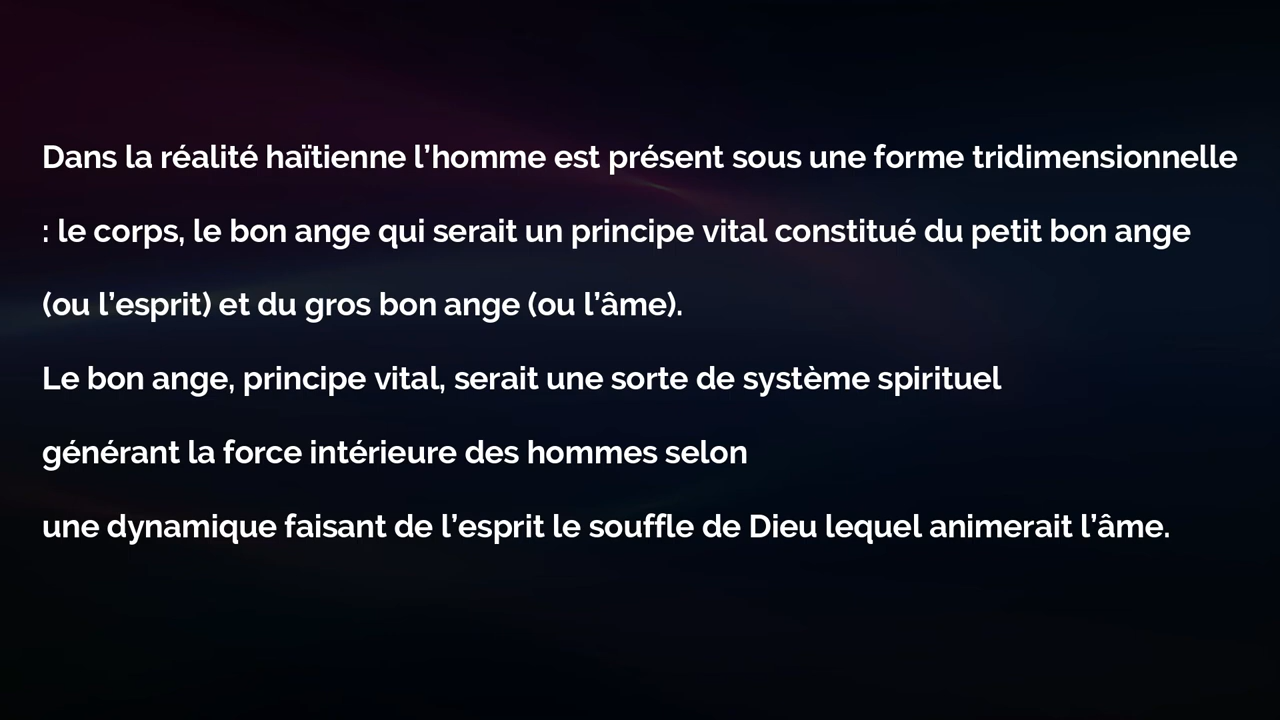 Dans la réalité haïtienne l’homme est présent sous une forme tridimensionnelle
: le corps, le bon ange qui serait un principe vital constitué du petit bon ange
(ou l’esprit) et du gros bon ange (ou l’âme).
Le bon ange, principe vital, serait une sorte de système spirituel
générant la force intérieure des hommes selon
une dynamique faisant de l’esprit le souffle de Dieu lequel animerait l’âme.